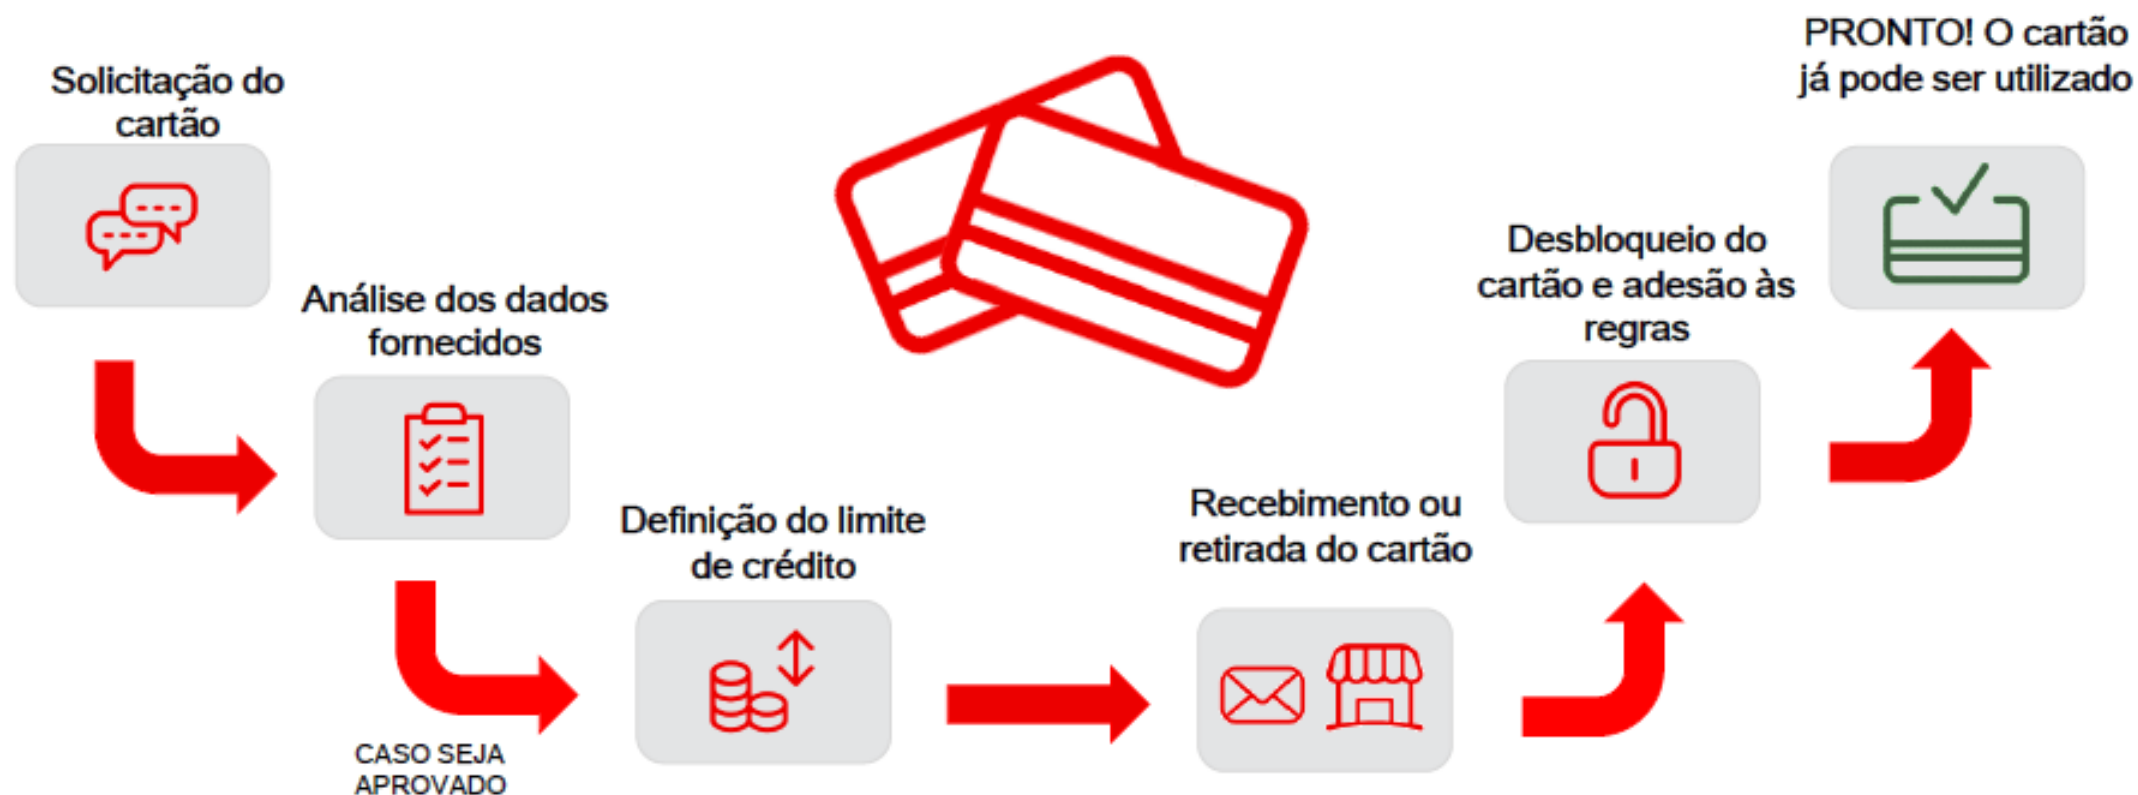 Solicitação do
cartão
Análise dos dados
fornecidos
CASO SEJA
APROVADO
Definição do limite
de crédito
Recebimento ou
retirada do cartão
Desbloqueio do
cartão e adesão às
regras
PRONTO! O cartão
já pode ser utilizado